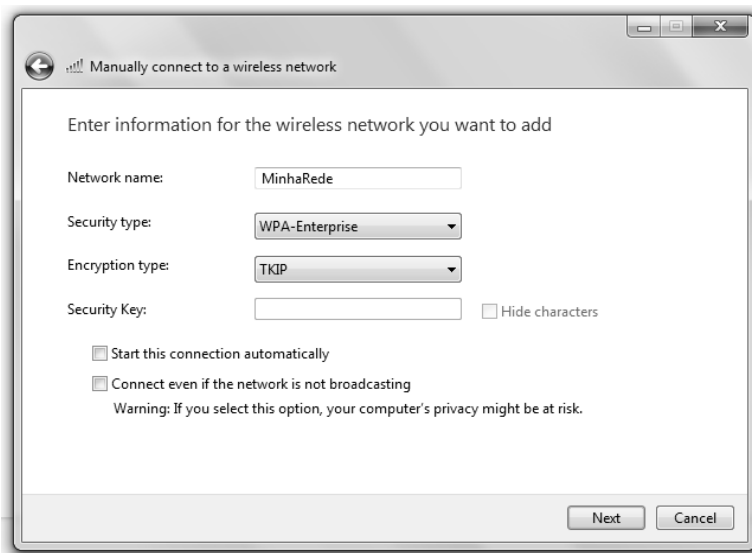 Manually connect to a wireless network
Enter information for the wireless network you want to add
Network name: MinhaRede
Security type: WPA-Enterprise
Encryption type: TKIP
Security Key: Hide characters
Start this connection automatically
Connect even if the network is not broadcasting
Warning: If you select this option, your computer's privacy might be at risk.
Next Cancel